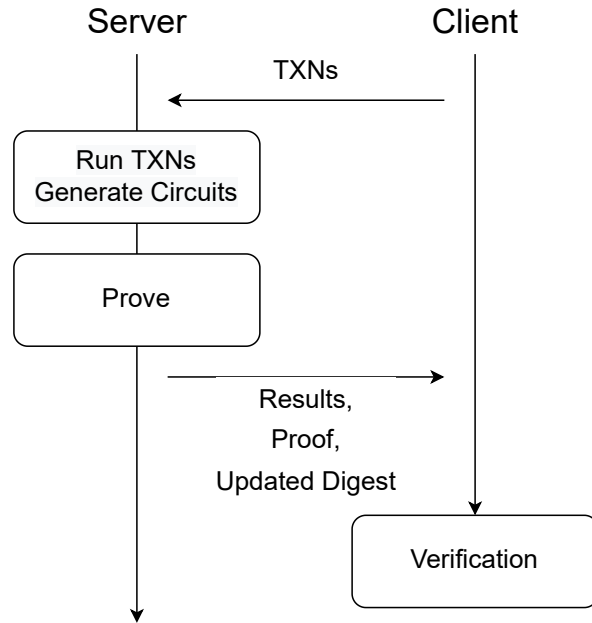 Server
Client
TXNs
Run TXNs
Generate Circuits
Prove
Results,
Proof,
Updated Digest
Verification